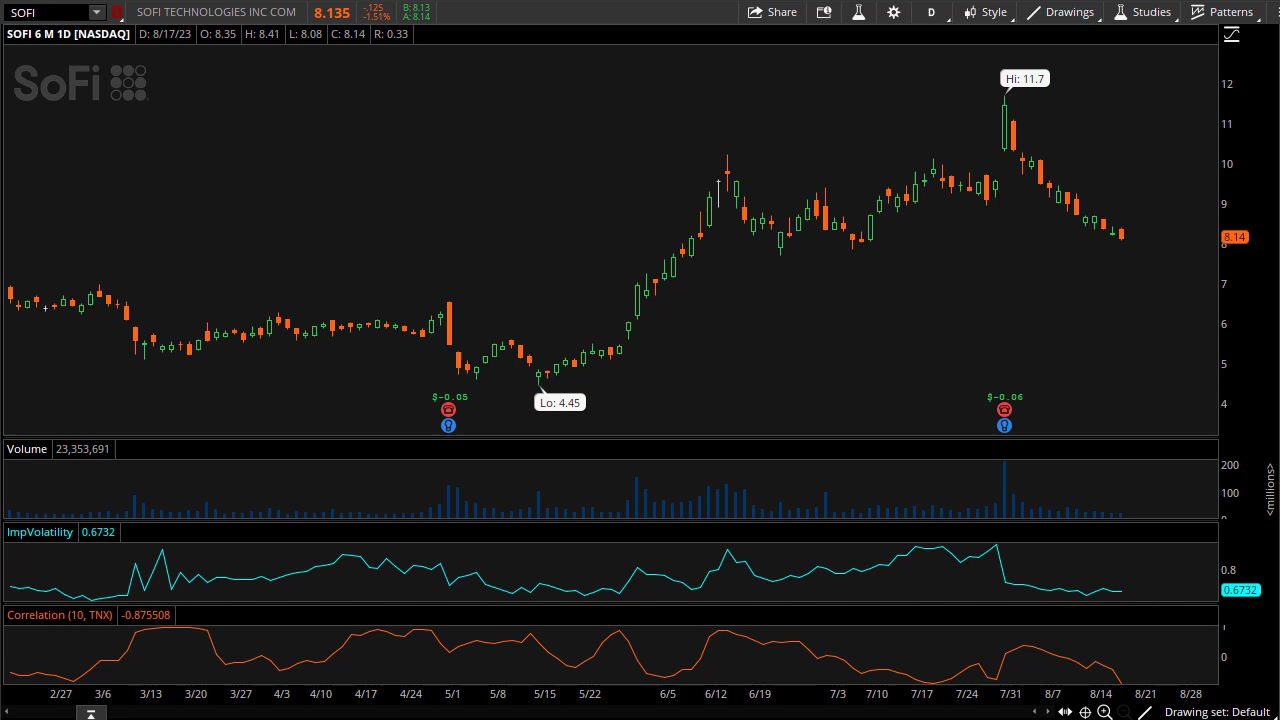 SOFI SOFI TECHNOLOGIES INC COM 8.135 -.125 -1.51% B: 8.13 A: 8.14 Share D Style Drawings Studies Patterns
SOFI 6 M 1D [NASDAQ] D: 8/17/23 O: 8.35 H: 8.41 L: 8.08 C: 8.14 R: 0.33
SoFi
Hi: 11.7
12
11
10
9
8.14
8
7
6
5
4
$-0.05
Lo: 4.45
$-0.06
Volume 23,353,691
200
100
0
<millions>
ImpVolatility 0.6732
0.8
0.6732
Correlation (10, TNX) -0.875508
1
0
2/27 3/6 3/13 3/20 3/27 4/3 4/10 4/17 4/24 5/1 5/8 5/15 5/22 6/5 6/12 6/19 7/3 7/10 7/17 7/24 7/31 8/7 8/14 8/21 8/28
Drawing set: Default